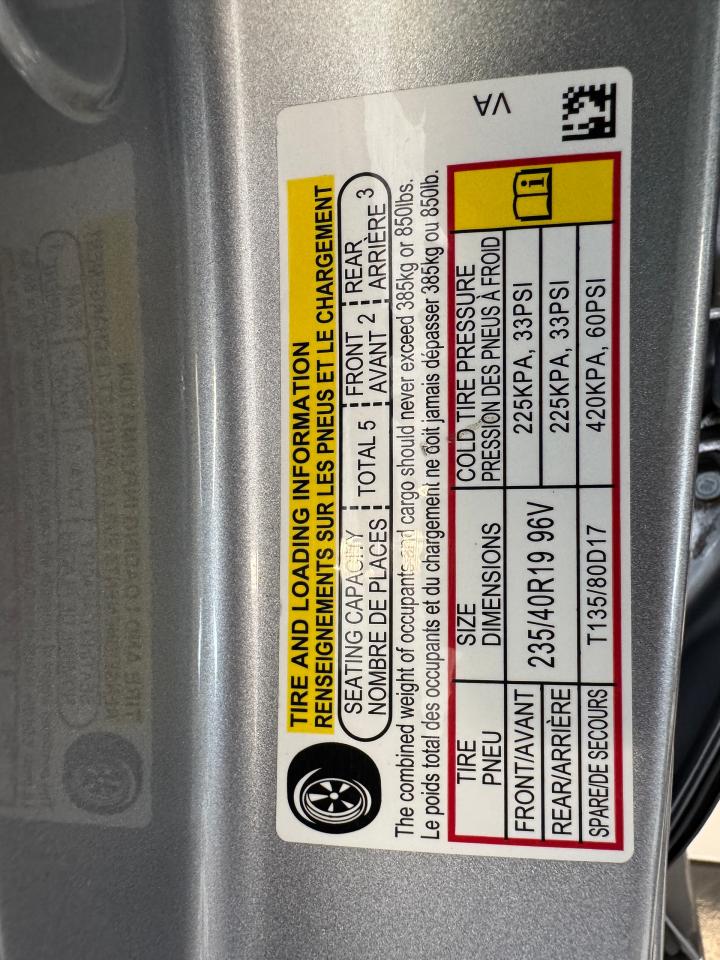 VA
TIRE AND LOADING INFORMATION
RENSEIGNEMENTS SUR LES PNEUS ET LE CHARGEMENT
SEATING CAPACITY TOTAL 5 FRONT 2 REAR 3
NOMBRE DE PLACES AVANT ARRIÈRE
The combined weight of occupants and cargo should never exceed 385kg or 850lbs.
Le poids total des occupants et du chargement ne doit jamais dépasser 385kg ou 850lb.
TIRE SIZE COLD TIRE PRESSURE
PNEU DIMENSIONS PRESSION DES PNEUS À FROID
FRONT/AVANT 235/40R19 96V 225KPA, 33PSI
REAR/ARRIÈRE 225KPA, 33PSI
SPARE/DE SECOURS T135/80D17 420KPA, 60PSI